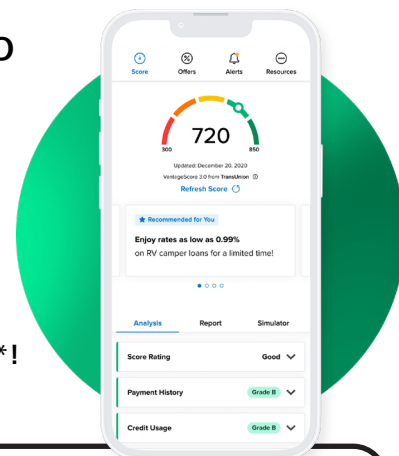 o
Score Offers Alerts Resources
720
300 850
Updated: December 20, 2020
VantageScore 3.0 from TransUnion
Refresh Score
Recommended for You
Enjoy rates as low as 0.99%
on RV camper loans for a limited time!
*!
Analysis Report Simulator
Score Rating Good
Payment History Grade B
Credit Usage Grade B